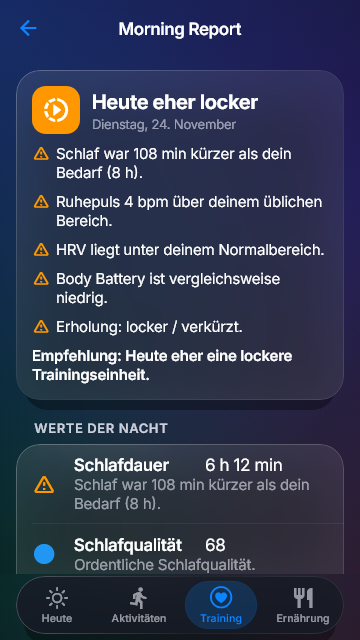 Morning Report
Heute eher locker
Dienstag, 24. November
Schlaf war 108 min kürzer als dein
Bedarf (8 h).
Ruhepuls 4 bpm über deinem üblichen
Bereich.
HRV liegt unter deinem Normalbereich.
Body Battery ist vergleichsweise
niedrig.
Erholung: locker / verkürzt.
Empfehlung: Heute eher eine lockere
Trainingseinheit.
WERTE DER NACHT
Schlafdauer 6 h 12 min
Schlaf war 108 min kürzer als dein
Bedarf (8 h).
Schlafqualität 68
Ordentliche Schlafqualität.
Heute Aktivitäten Training Ernährung